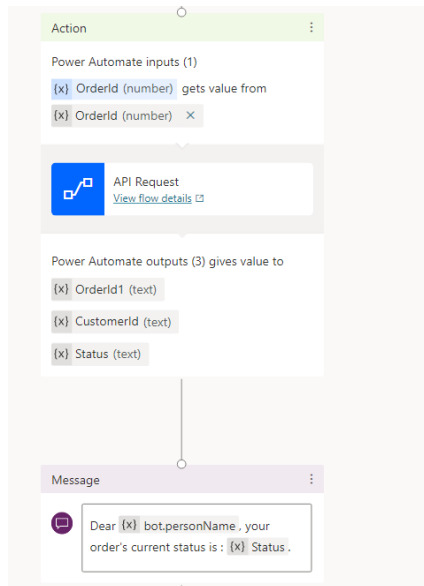 Action
Power Automate inputs (1)
{x} OrderId (number) gets value from
{x} OrderId (number) ×
API Request
View flow details
Power Automate outputs (3) gives value to
{x} OrderId1 (text)
{x} CustomerId (text)
{x} Status (text)
Message
Dear {x} bot.personName , your
order's current status is : {x} Status .